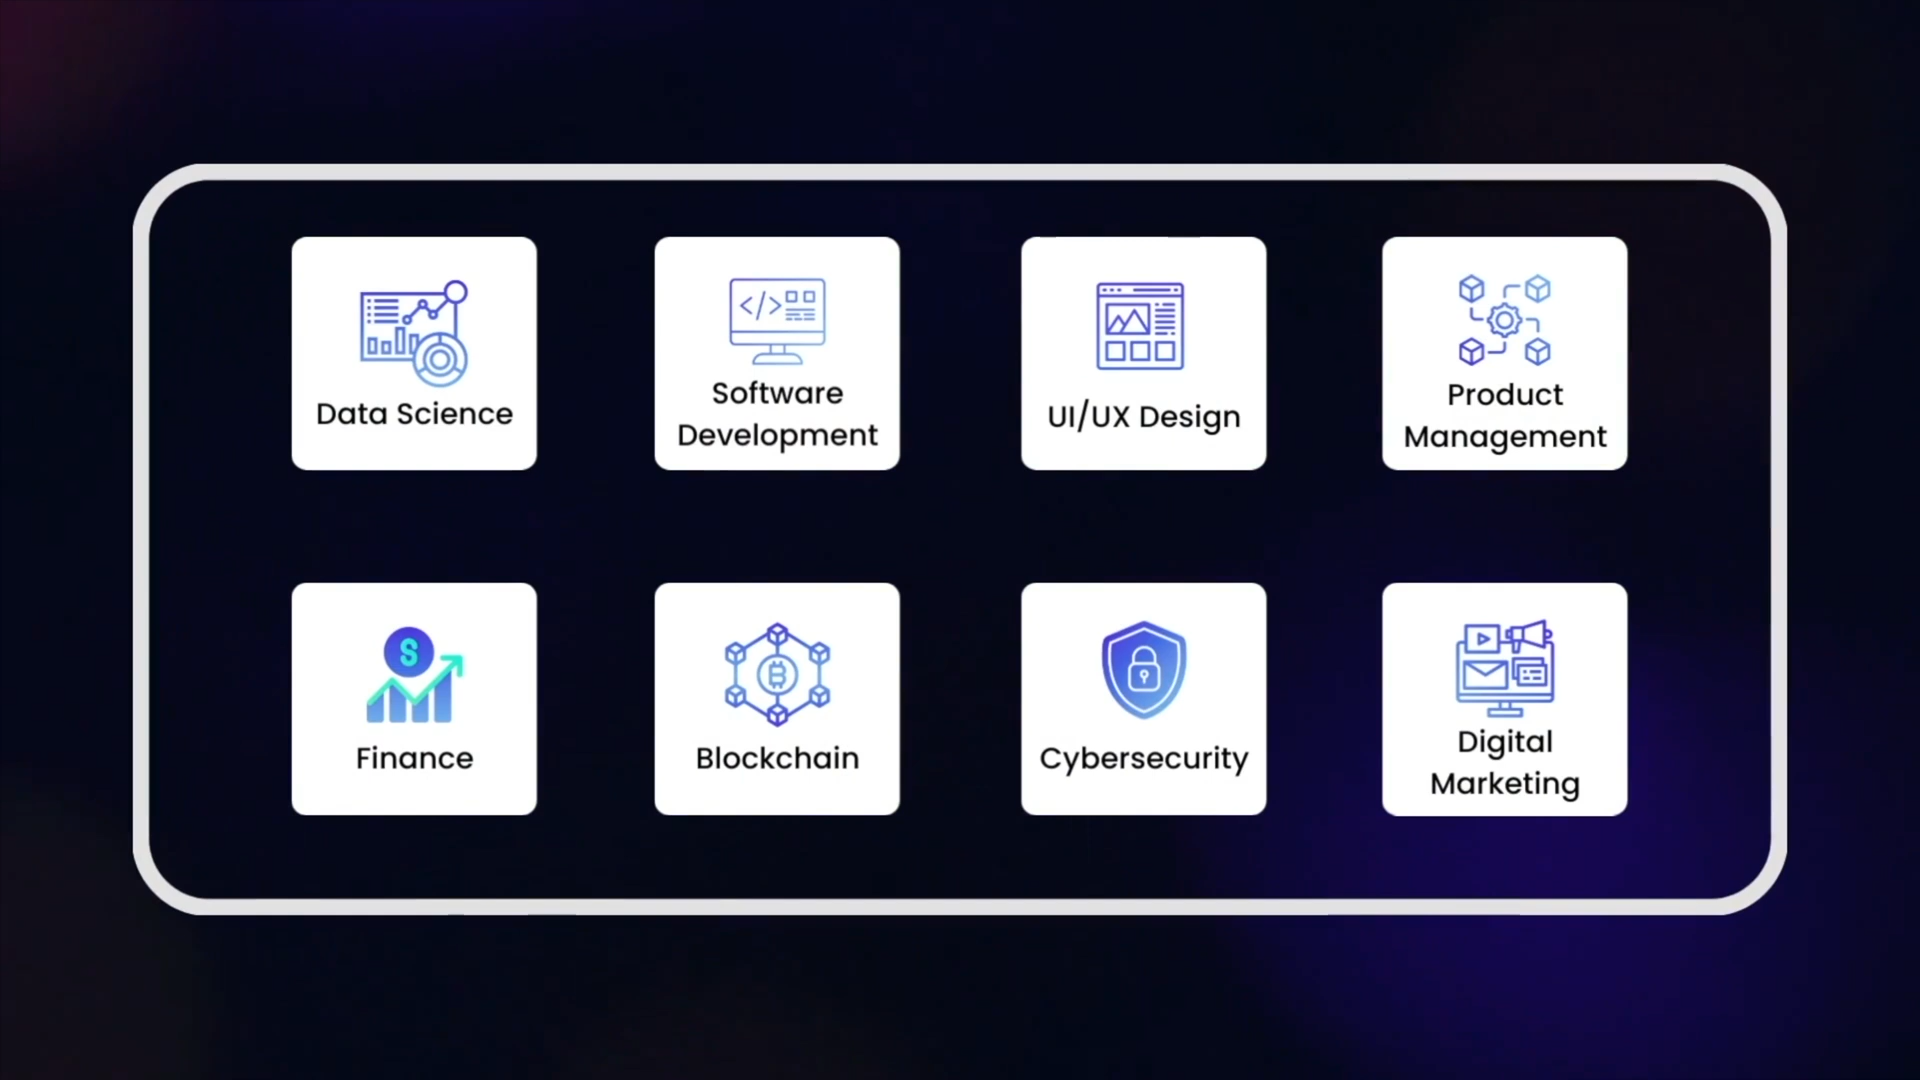 Data Science
Software
Development
UI/UX Design
Product
Management
Finance
Blockchain
Cybersecurity
Digital
Marketing